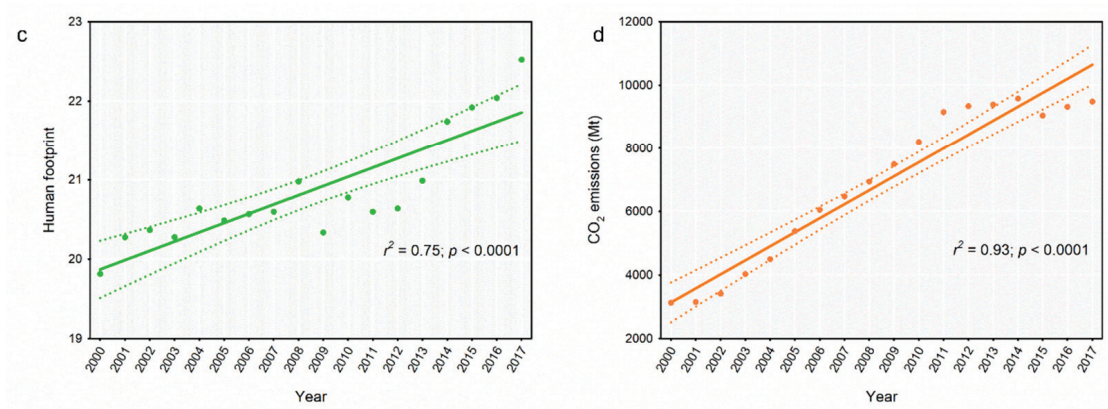 c
23
22
21
20
19
Human footprint
r² = 0.75; p < 0.0001
2000 2001 2002 2003 2004 2005 2006 2007 2008 2009 2010 2011 2012 2013 2014 2015 2016 2017
Year
d
12000
10000
8000
6000
4000
2000
CO₂ emissions (Mt)
r² = 0.93; p < 0.0001
2000 2001 2002 2003 2004 2005 2006 2007 2008 2009 2010 2011 2012 2013 2014 2015 2016 2017
Year